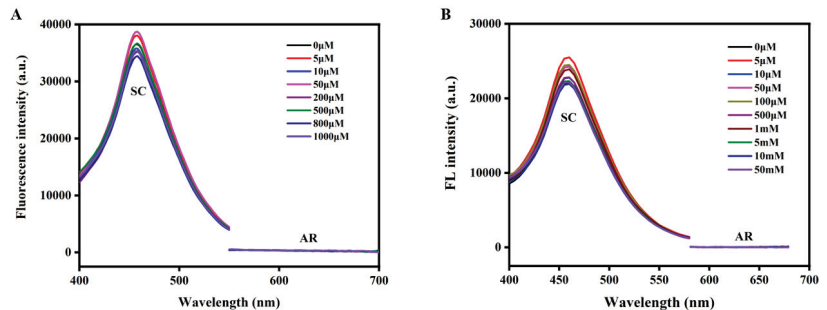 A
Fluorescence intensity (a.u.)
40000
30000
20000
10000
0
0μM
5μM
10μM
50μM
200μM
500μM
800μM
1000μM
SC
AR
400
500
600
700
Wavelength (nm)
B
FL intensity (a.u.)
30000
20000
10000
0
0μM
5μM
10μM
50μM
100μM
500μM
1mM
5mM
10mM
50mM
SC
AR
400
450
500
550
600
650
700
Wavelength (nm)